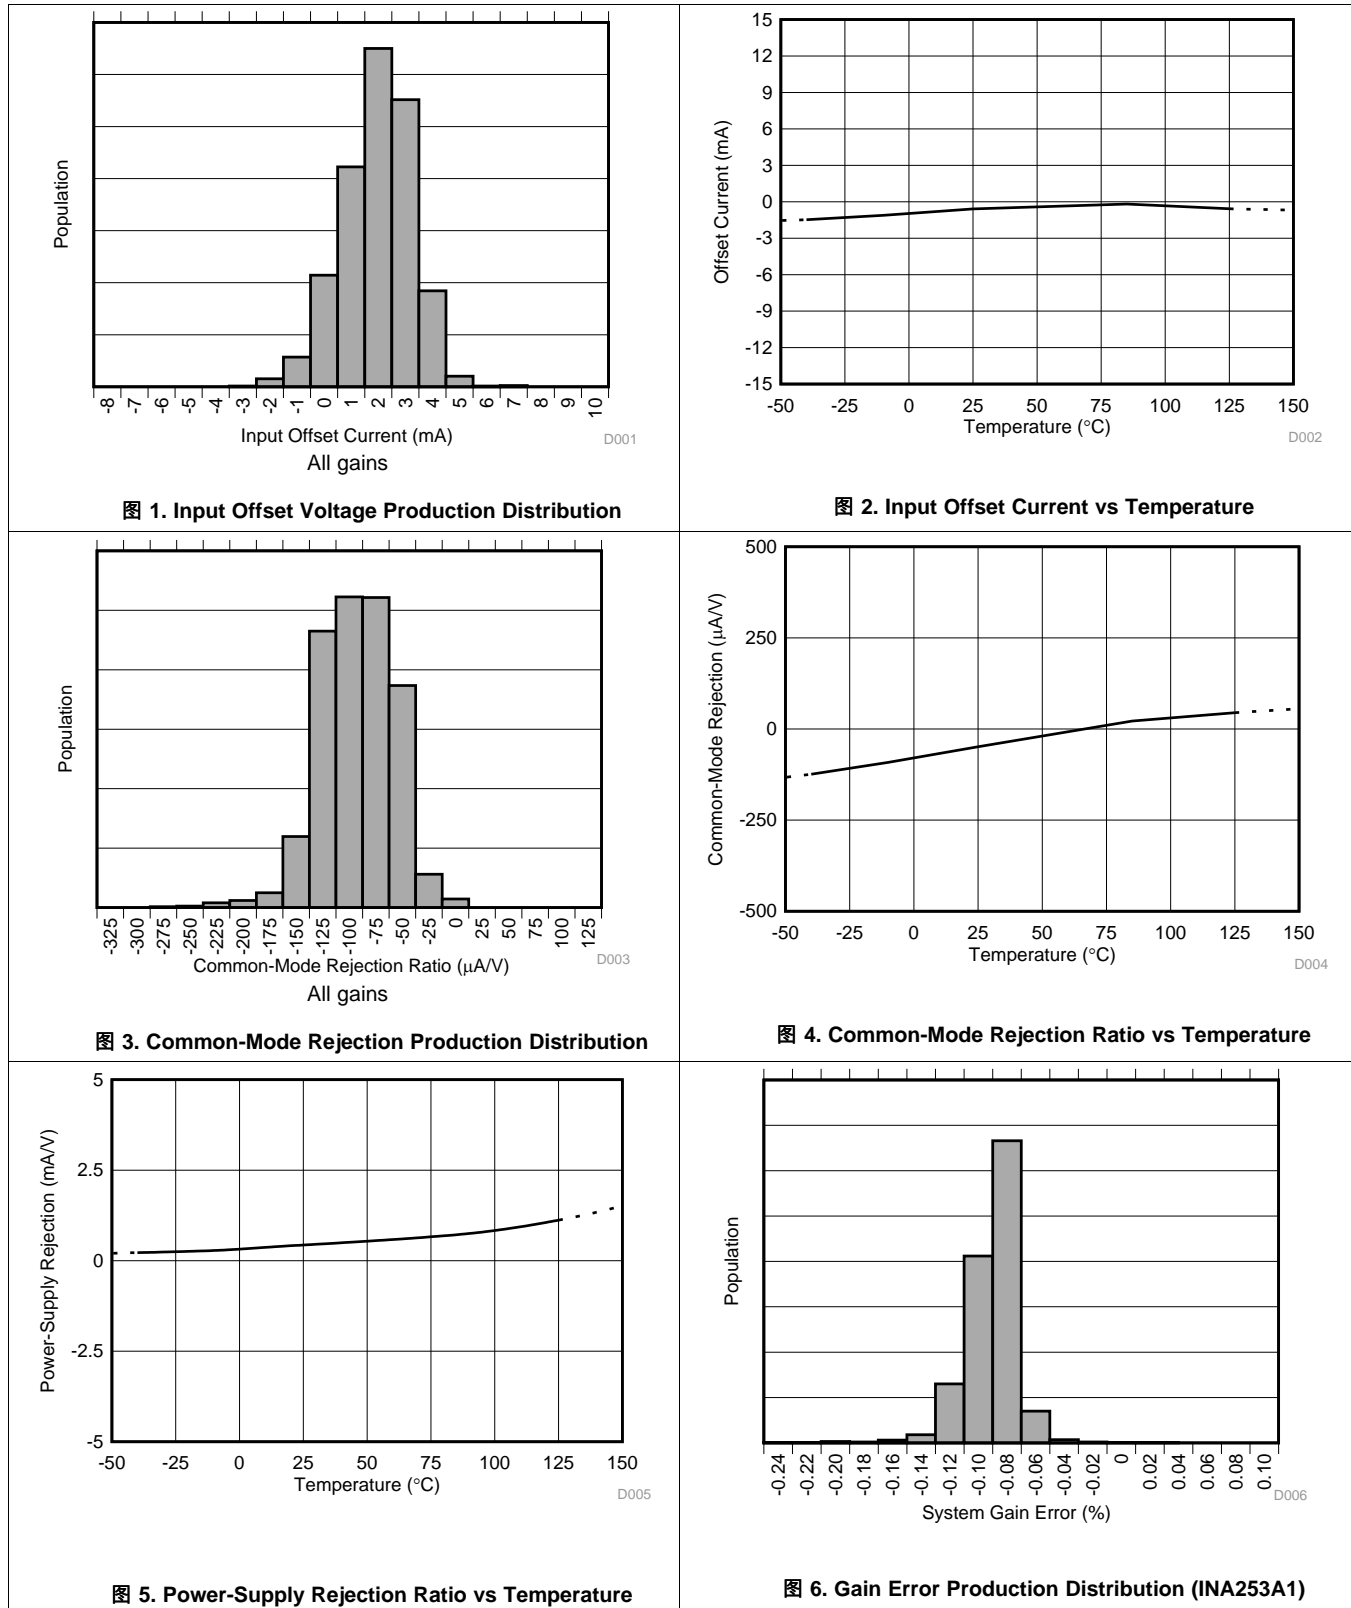 Population
-8 -7 -6 -5 -4 -3 -2 -1 0 1 2 3 4 5 6 7 8 9 10
Input Offset Current (mA)
D001
All gains
图 1. Input Offset Voltage Production Distribution
Offset Current (mA)
15
12
9
6
3
0
-3
-6
-9
-12
-15
-50 -25 0 25 50 75 100 125 150
Temperature (°C)
D002
图 2. Input Offset Current vs Temperature
Population
-325 -300 -275 -250 -225 -200 -175 -150 -125 -100 -75 -50 -25 0 25 50 75 100 125
Common-Mode Rejection Ratio (µA/V)
D003
All gains
图 3. Common-Mode Rejection Production Distribution
Common-Mode Rejection (µA/V)
500
250
0
-250
-500
-50 -25 0 25 50 75 100 125 150
Temperature (°C)
D004
图 4. Common-Mode Rejection Ratio vs Temperature
Power-Supply Rejection (mA/V)
5
2.5
0
-2.5
-5
-50 -25 0 25 50 75 100 125 150
Temperature (°C)
D005
图 5. Power-Supply Rejection Ratio vs Temperature
Population
-0.24 -0.22 -0.20 -0.18 -0.16 -0.14 -0.12 -0.10 -0.08 -0.06 -0.04 -0.02 0 0.02 0.04 0.06 0.08 0.10
System Gain Error (%)
D006
图 6. Gain Error Production Distribution (INA253A1)